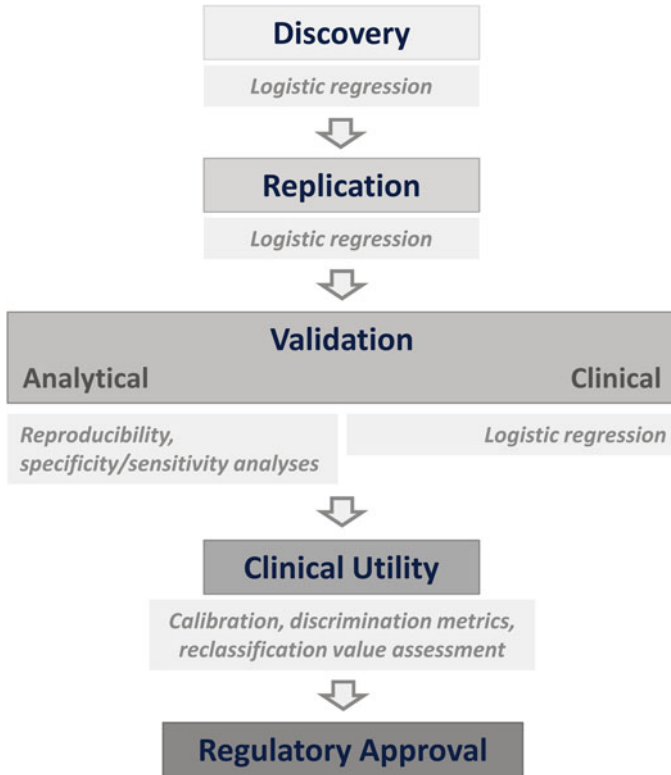 Discovery
Logistic regression
Replication
Logistic regression
Validation
Analytical Clinical
Reproducibility,
specificity/sensitivity analyses
Logistic regression
Clinical Utility
Calibration, discrimination metrics,
reclassification value assessment
Regulatory Approval